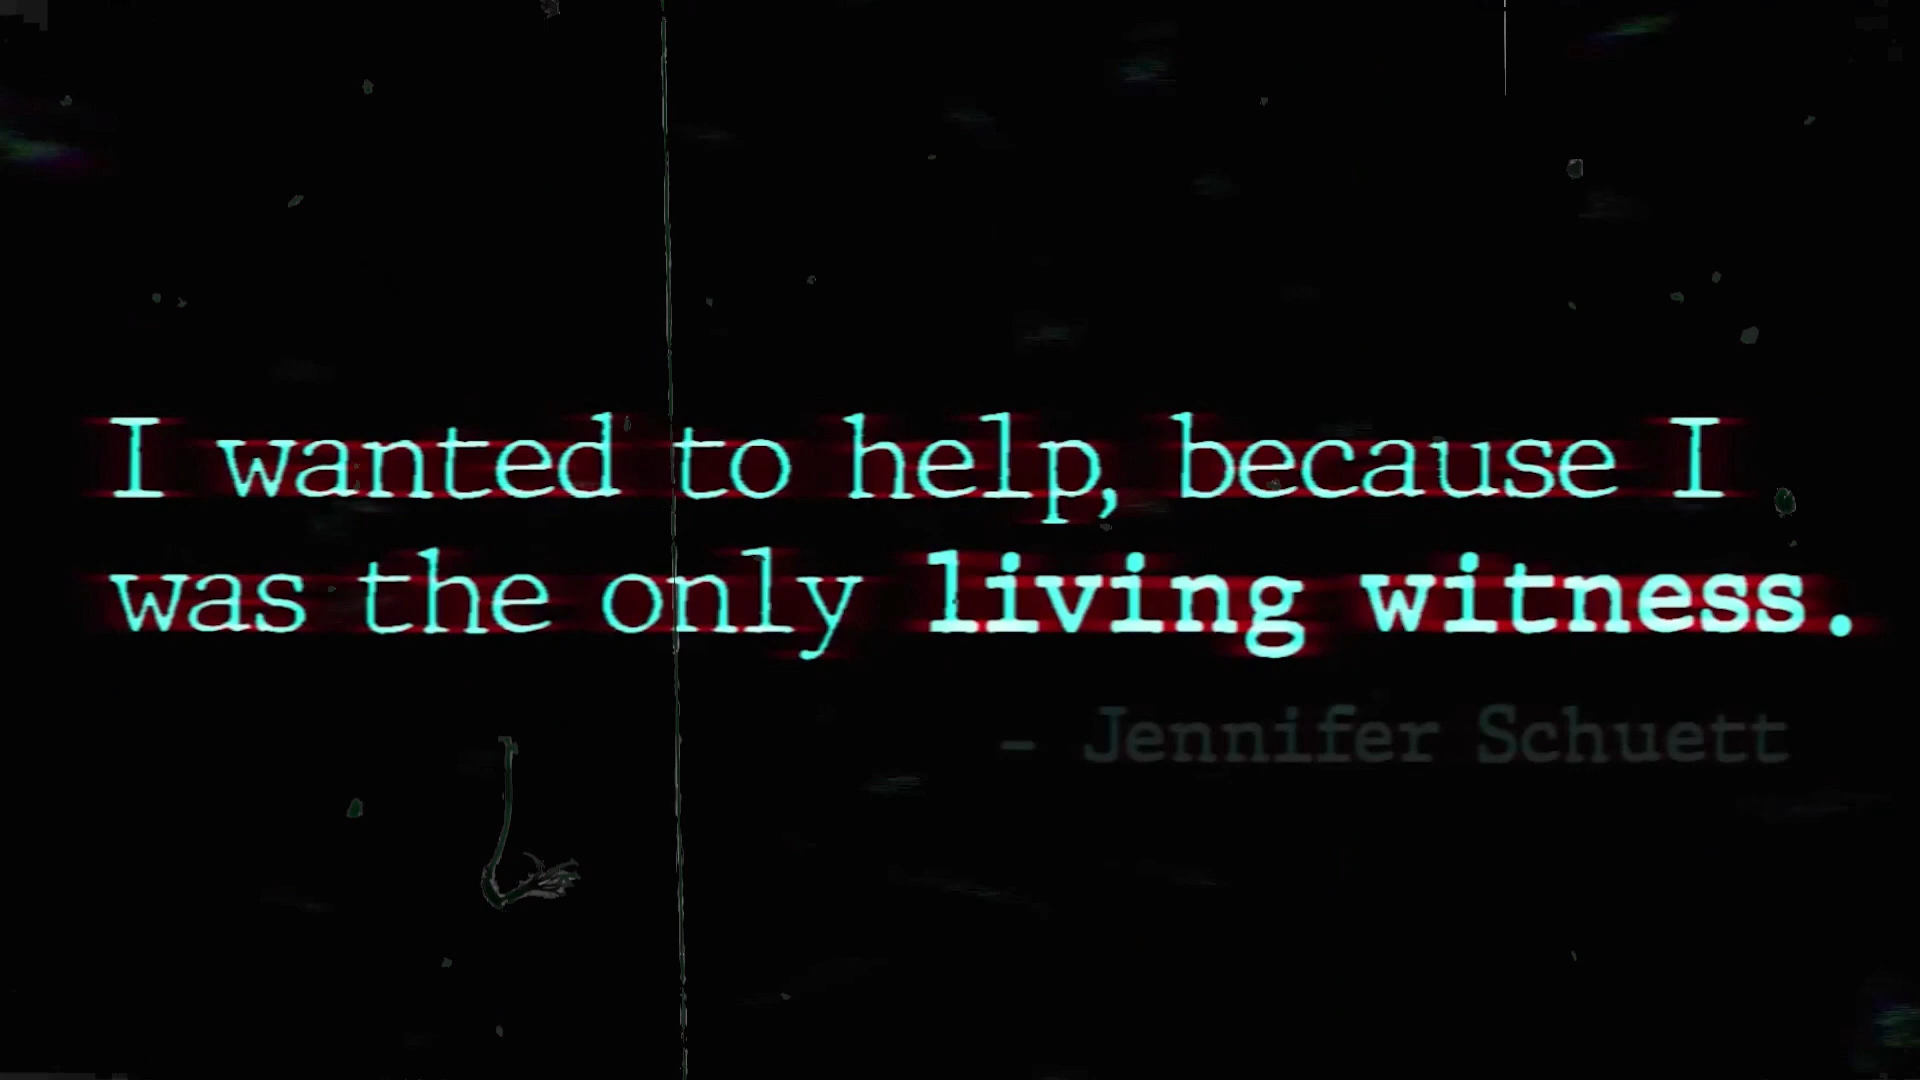 I wanted to help, because I
was the only living witness.
- Jennifer Schuett